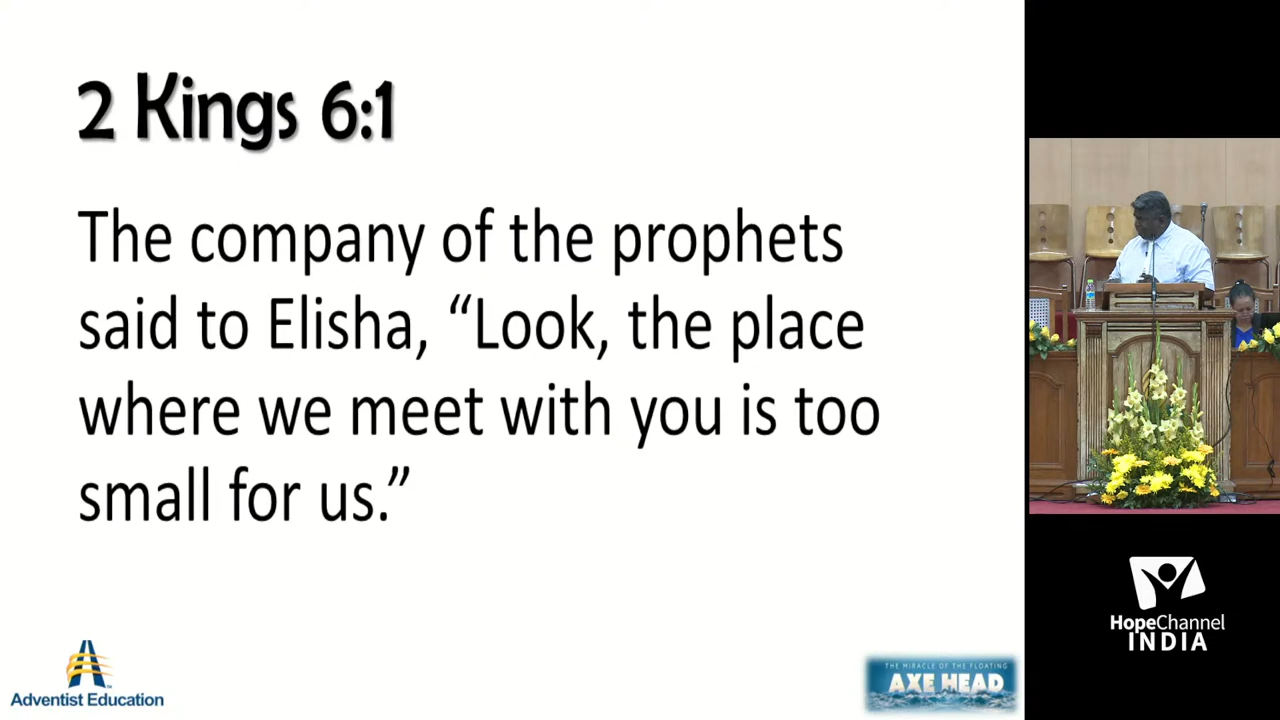 2 Kings 6:1
The company of the prophets
said to Elisha, “Look, the place
where we meet with you is too
small for us.”
Adventist Education
THE MIRACLE OF THE FLOATING
AXE HEAD
HopeChannel
INDIA